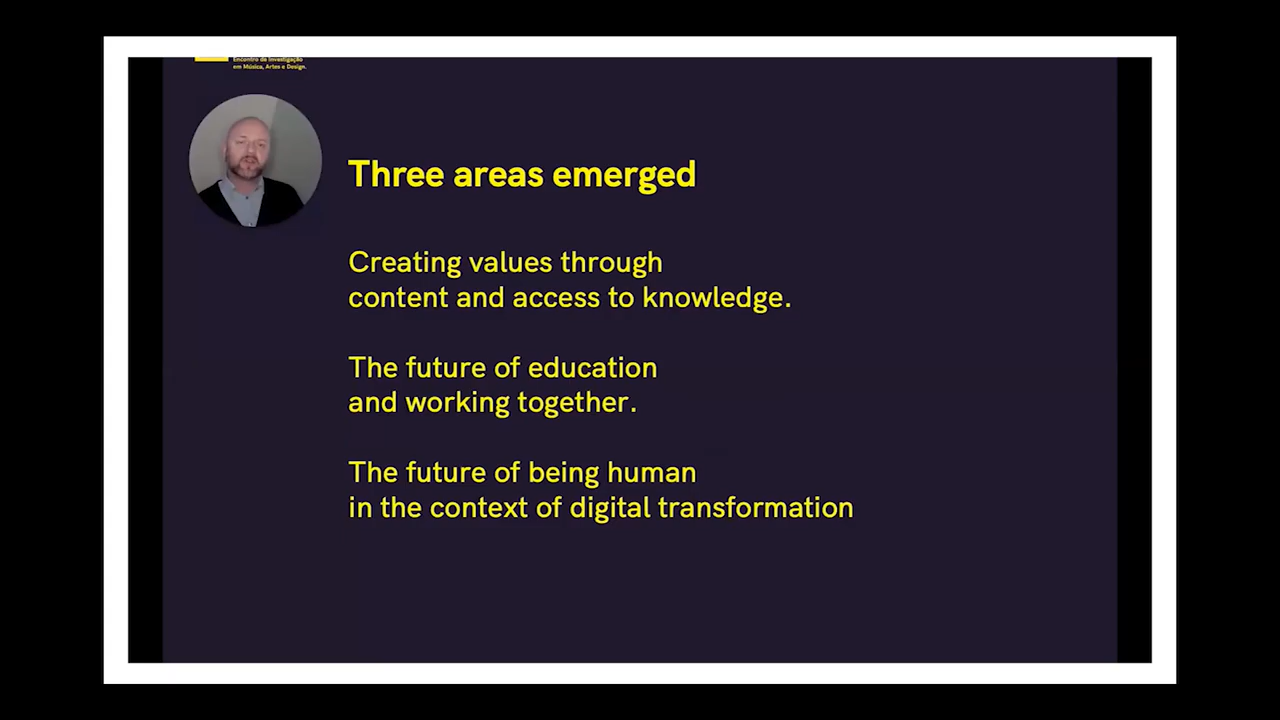 Encontro da Investigação
em Música, Artes e Design.
Three areas emerged
Creating values through
content and access to knowledge.
The future of education
and working together.
The future of being human
in the context of digital transformation